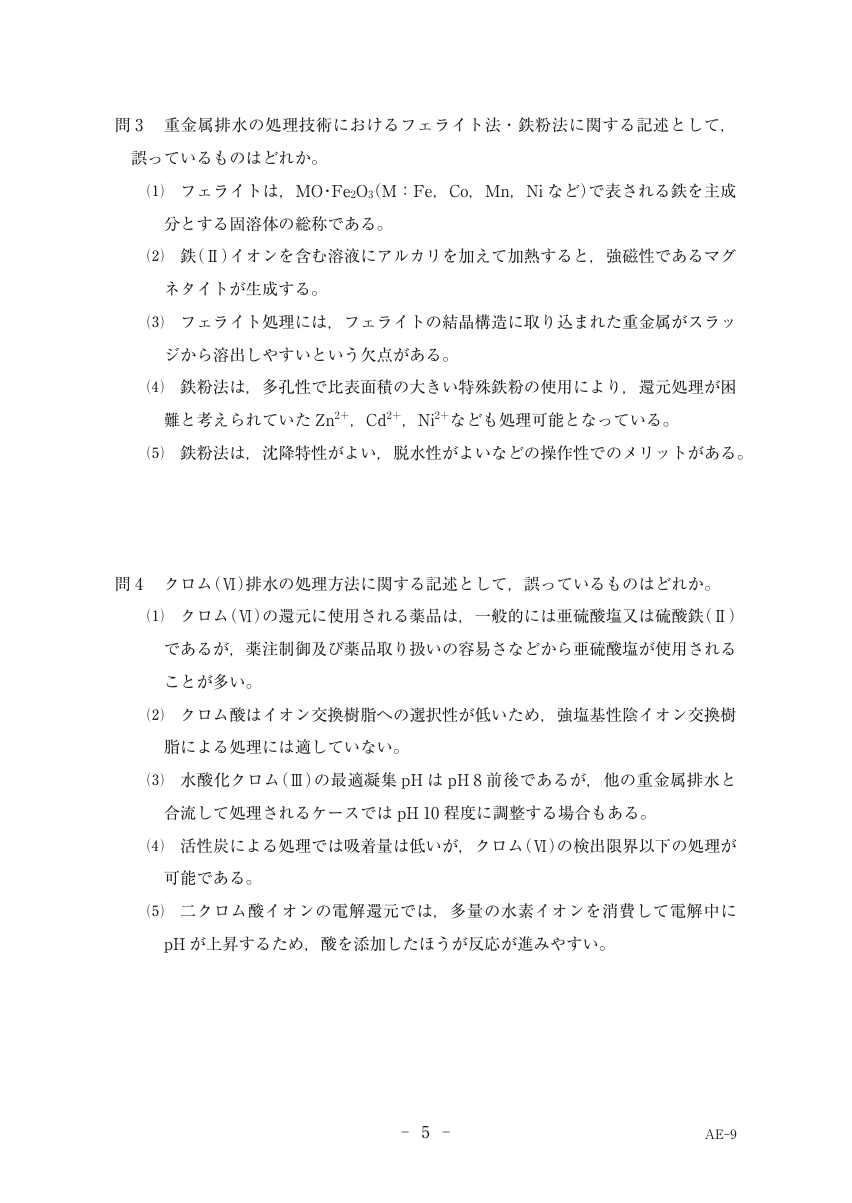 問3　重金属排水の処理技術におけるフェライト法・鉄粉法に関する記述として，
誤っているものはどれか。
⑴　フェライトは，MO･Fe₂O₃(M：Fe，Co，Mn，Ni など)で表される鉄を主成
分とする固溶体の総称である。
⑵　鉄(Ⅱ)イオンを含む溶液にアルカリを加えて加熱すると，強磁性であるマグ
ネタイトが生成する。
⑶　フェライト処理には，フェライトの結晶構造に取り込まれた重金属がスラッ
ジから溶出しやすいという欠点がある。
⑷　鉄粉法は，多孔性で比表面積の大きい特殊鉄粉の使用により，還元処理が困
難と考えられていた Zn²⁺，Cd²⁺，Ni²⁺なども処理可能となっている。
⑸　鉄粉法は，沈降特性がよい，脱水性がよいなどの操作性でのメリットがある。
問4　クロム(Ⅵ)排水の処理方法に関する記述として，誤っているものはどれか。
⑴　クロム(Ⅵ)の還元に使用される薬品は，一般的には亜硫酸塩又は硫酸鉄(Ⅱ)
であるが，薬注制御及び薬品取り扱いの容易さなどから亜硫酸塩が使用される
ことが多い。
⑵　クロム酸はイオン交換樹脂への選択性が低いため，強塩基性陰イオン交換樹
脂による処理には適していない。
⑶　水酸化クロム(Ⅲ)の最適凝集 pH は pH 8 前後であるが，他の重金属排水と
合流して処理されるケースでは pH 10 程度に調整する場合もある。
⑷　活性炭による処理では吸着量は低いが，クロム(Ⅵ)の検出限界以下の処理が
可能である。
⑸　二クロム酸イオンの電解還元では，多量の水素イオンを消費して電解中に
pH が上昇するため，酸を添加したほうが反応が進みやすい。
- 5 -
AE-9